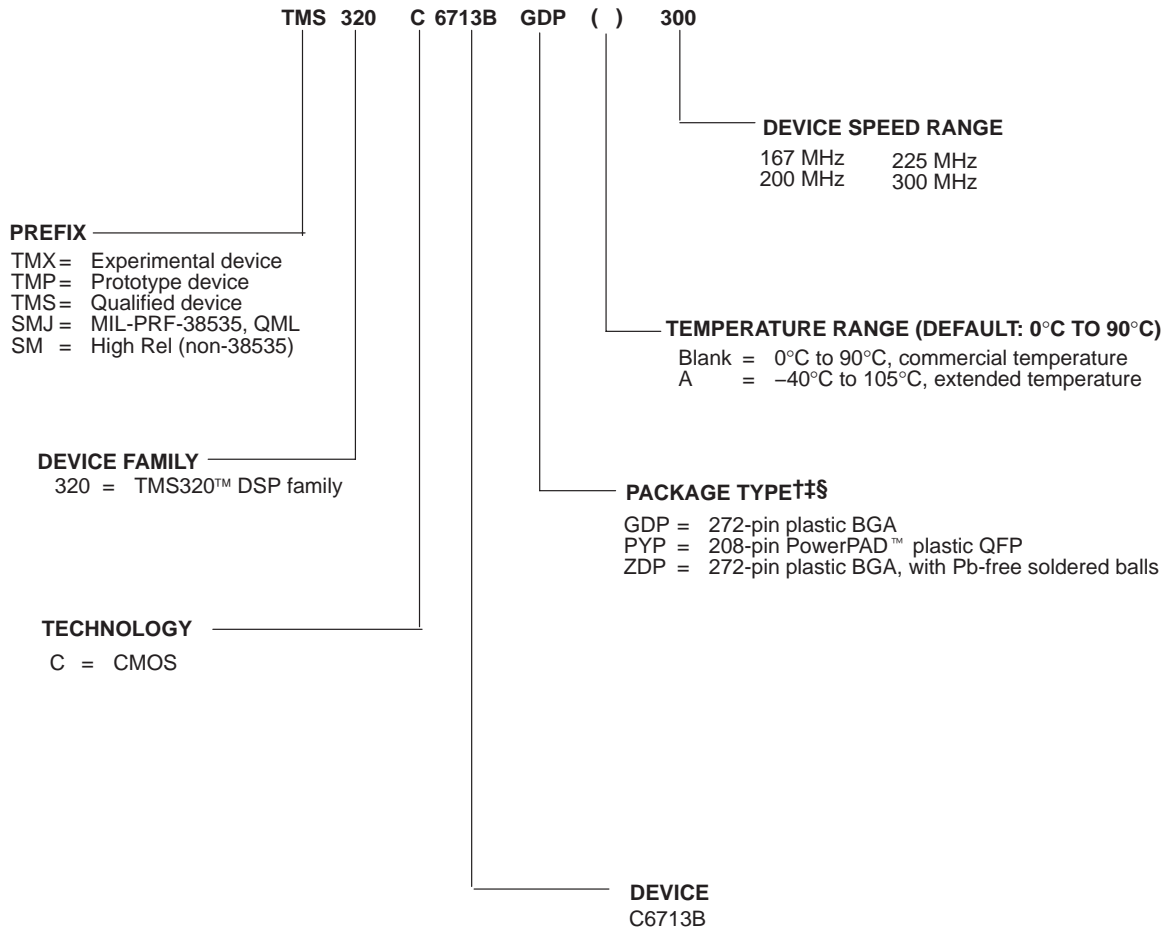 TMS 320 C 6713B GDP ( ) 300
DEVICE SPEED RANGE
167 MHz 225 MHz
200 MHz 300 MHz
PREFIX
TMX = Experimental device
TMP = Prototype device
TMS = Qualified device
SMJ = MIL-PRF-38535, QML
SM = High Rel (non-38535)
TEMPERATURE RANGE (DEFAULT: 0°C TO 90°C)
Blank = 0°C to 90°C, commercial temperature
A = −40°C to 105°C, extended temperature
DEVICE FAMILY
320 = TMS320™ DSP family
PACKAGE TYPE†‡§
GDP = 272-pin plastic BGA
PYP = 208-pin PowerPAD™ plastic QFP
ZDP = 272-pin plastic BGA, with Pb-free soldered balls
TECHNOLOGY
C = CMOS
DEVICE
C6713B